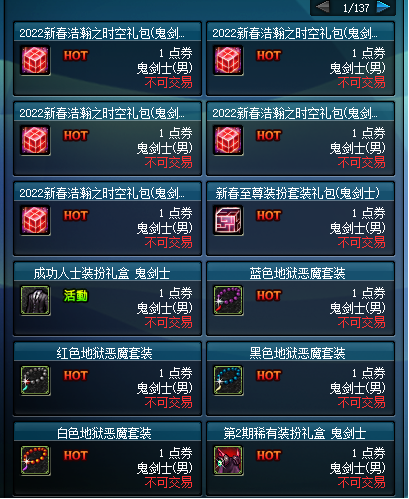 1/137
2022新春浩瀚之时空礼包(鬼剑...
HOT
1 点券
鬼剑士(男)
不可交易
2022新春浩瀚之时空礼包(鬼剑...
HOT
1 点券
鬼剑士(男)
不可交易
2022新春浩瀚之时空礼包(鬼剑...
HOT
1 点券
鬼剑士(男)
不可交易
2022新春浩瀚之时空礼包(鬼剑...
HOT
1 点券
鬼剑士(男)
不可交易
2022新春浩瀚之时空礼包(鬼剑...
HOT
1 点券
鬼剑士(男)
不可交易
新春至尊装扮套装礼包(鬼剑士)
HOT
1 点券
鬼剑士(男)
不可交易
成功人士装扮礼盒 鬼剑士
活動
1 点券
鬼剑士(男)
不可交易
蓝色地狱恶魔套装
HOT
1 点券
鬼剑士(男)
不可交易
红色地狱恶魔套装
HOT
1 点券
鬼剑士(男)
不可交易
黑色地狱恶魔套装
HOT
1 点券
鬼剑士(男)
不可交易
白色地狱恶魔套装
HOT
1 点券
鬼剑士(男)
不可交易
第2期稀有装扮礼盒 鬼剑士
HOT
1 点券
鬼剑士(男)
不可交易